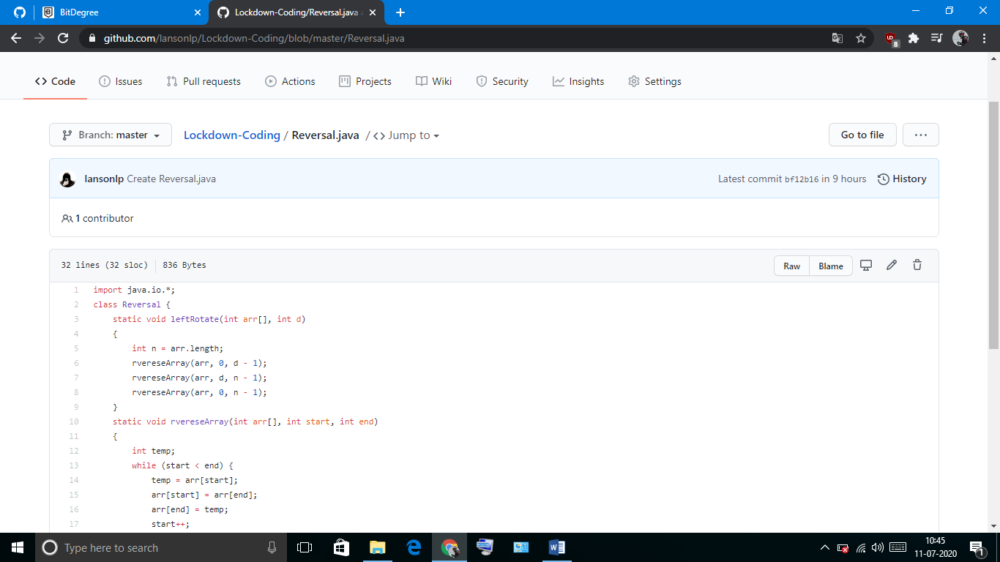 BitDegree
Lockdown-Coding/Reversal.java
github.com/lansonlp/Lockdown-Coding/blob/master/Reversal.java
8
Code Issues Pull requests Actions Projects Wiki Security Insights Settings
Branch: master Lockdown-Coding / Reversal.java / <> Jump to Go to file ...
lansonlp Create Reversal.java Latest commit bf12b16 in 9 hours History
1 contributor
32 lines (32 sloc) 836 Bytes Raw Blame
1 import java.io.*;
2 class Reversal {
3 static void leftRotate(int arr[], int d)
4 {
5 int n = arr.length;
6 rvereseArray(arr, 0, d - 1);
7 rvereseArray(arr, d, n - 1);
8 rvereseArray(arr, 0, n - 1);
9 }
10 static void rvereseArray(int arr[], int start, int end)
11 {
12 int temp;
13 while (start < end) {
14 temp = arr[start];
15 arr[start] = arr[end];
16 arr[end] = temp;
17 start++;
Type here to search
10:45
11-07-2020
1